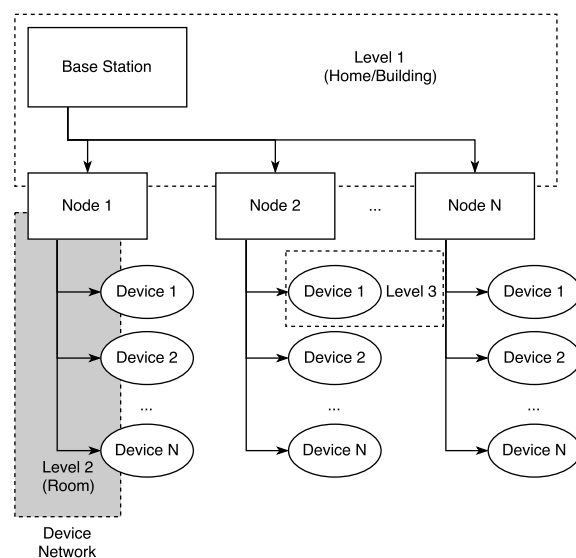 Base Station
Level 1
(Home/Building)
Node 1
Node 2
...
Node N
Device 1
Device 1
Level 3
Device 1
Device 2
Device 2
Device 2
...
...
...
Device N
Device N
Device N
Level 2
(Room)
Device
Network